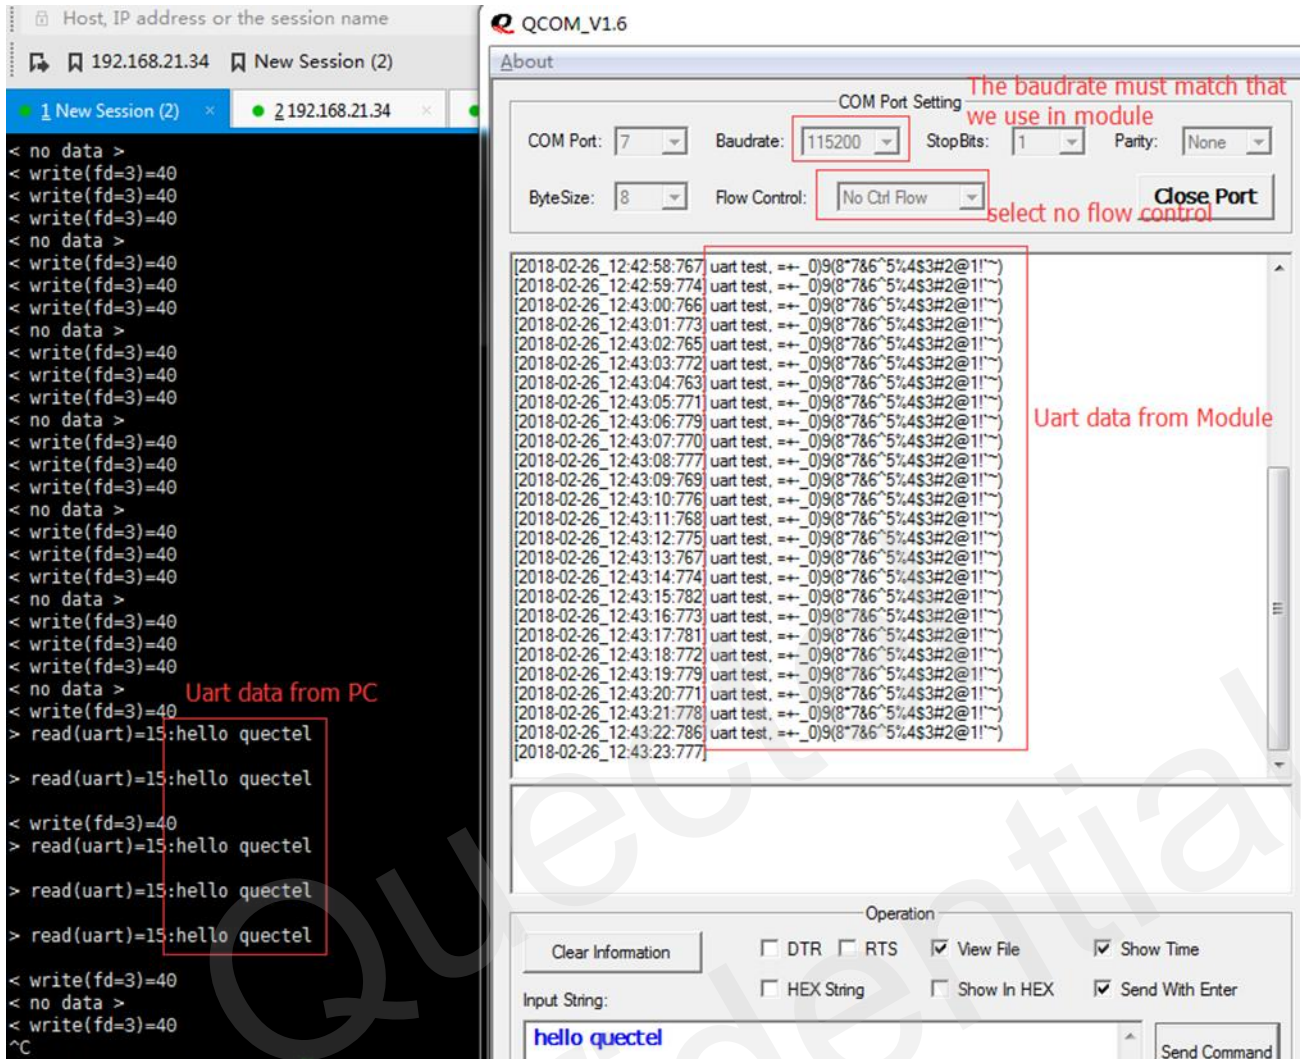 Host, IP address or the session name
192.168.21.34 New Session (2)
1 New Session (2) × 2 192.168.21.34 ×
< no data >
< write(fd=3)=40
< write(fd=3)=40
< write(fd=3)=40
< no data >
< write(fd=3)=40
< write(fd=3)=40
< write(fd=3)=40
< no data >
< write(fd=3)=40
< write(fd=3)=40
< write(fd=3)=40
< no data >
< write(fd=3)=40
< write(fd=3)=40
< write(fd=3)=40
< no data >
< write(fd=3)=40
< write(fd=3)=40
< write(fd=3)=40
< no data >
< write(fd=3)=40
< write(fd=3)=40
< write(fd=3)=40
< no data >
Uart data from PC
< write(fd=3)=40
> read(uart)=15:hello quectel
> read(uart)=15:hello quectel
< write(fd=3)=40
> read(uart)=15:hello quectel
> read(uart)=15:hello quectel
> read(uart)=15:hello quectel
< write(fd=3)=40
< no data >
< write(fd=3)=40
^C
QCOM_V1.6
About
COM Port Setting
The baudrate must match that
we use in module
COM Port: 7 Baudrate: 115200 StopBits: 1 Parity: None
ByteSize: 8 Flow Control: No Ctrl Flow Close Port
select no flow control
[2018-02-26_12:42:58:767] uart test, =+-_0)9(8*7&6^5%4$3#2@1!`~)
[2018-02-26_12:42:59:774] uart test, =+-_0)9(8*7&6^5%4$3#2@1!`~)
[2018-02-26_12:43:00:766] uart test, =+-_0)9(8*7&6^5%4$3#2@1!`~)
[2018-02-26_12:43:01:773] uart test, =+-_0)9(8*7&6^5%4$3#2@1!`~)
[2018-02-26_12:43:02:765] uart test, =+-_0)9(8*7&6^5%4$3#2@1!`~)
[2018-02-26_12:43:03:772] uart test, =+-_0)9(8*7&6^5%4$3#2@1!`~)
[2018-02-26_12:43:04:763] uart test, =+-_0)9(8*7&6^5%4$3#2@1!`~)
[2018-02-26_12:43:05:771] uart test, =+-_0)9(8*7&6^5%4$3#2@1!`~)
[2018-02-26_12:43:06:779] uart test, =+-_0)9(8*7&6^5%4$3#2@1!`~)
[2018-02-26_12:43:07:770] uart test, =+-_0)9(8*7&6^5%4$3#2@1!`~)
[2018-02-26_12:43:08:777] uart test, =+-_0)9(8*7&6^5%4$3#2@1!`~)
[2018-02-26_12:43:09:769] uart test, =+-_0)9(8*7&6^5%4$3#2@1!`~)
[2018-02-26_12:43:10:776] uart test, =+-_0)9(8*7&6^5%4$3#2@1!`~)
[2018-02-26_12:43:11:768] uart test, =+-_0)9(8*7&6^5%4$3#2@1!`~)
[2018-02-26_12:43:12:775] uart test, =+-_0)9(8*7&6^5%4$3#2@1!`~)
[2018-02-26_12:43:13:767] uart test, =+-_0)9(8*7&6^5%4$3#2@1!`~)
[2018-02-26_12:43:14:774] uart test, =+-_0)9(8*7&6^5%4$3#2@1!`~)
[2018-02-26_12:43:15:782] uart test, =+-_0)9(8*7&6^5%4$3#2@1!`~)
[2018-02-26_12:43:16:773] uart test, =+-_0)9(8*7&6^5%4$3#2@1!`~)
[2018-02-26_12:43:17:781] uart test, =+-_0)9(8*7&6^5%4$3#2@1!`~)
[2018-02-26_12:43:18:772] uart test, =+-_0)9(8*7&6^5%4$3#2@1!`~)
[2018-02-26_12:43:19:779] uart test, =+-_0)9(8*7&6^5%4$3#2@1!`~)
[2018-02-26_12:43:20:771] uart test, =+-_0)9(8*7&6^5%4$3#2@1!`~)
[2018-02-26_12:43:21:778] uart test, =+-_0)9(8*7&6^5%4$3#2@1!`~)
[2018-02-26_12:43:22:786] uart test, =+-_0)9(8*7&6^5%4$3#2@1!`~)
[2018-02-26_12:43:23:777]
Uart data from Module
Operation
Clear Information DTR RTS View File Show Time
HEX String Show In HEX Send With Enter
Input String:
hello quectel
Send Command